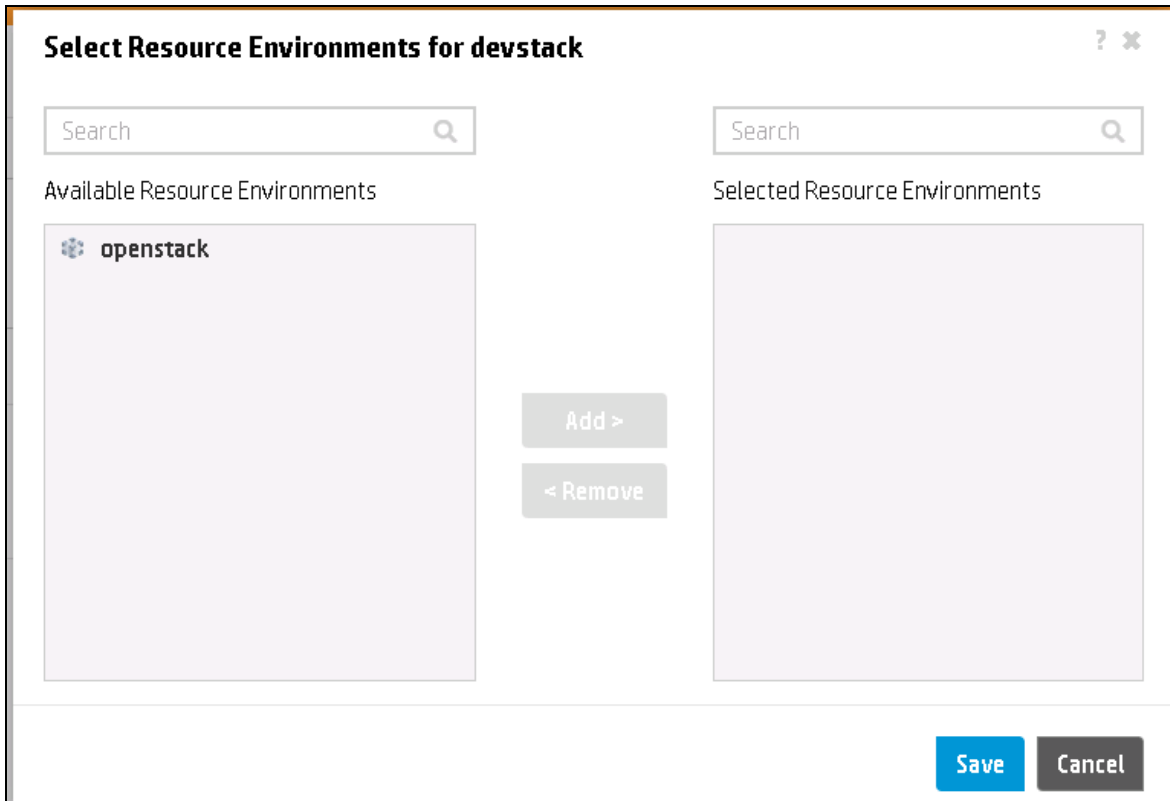 Select Resource Environments for devstack
? ✖
Search
Search
Available Resource Environments
Selected Resource Environments
openstack
Add >
< Remove
Save
Cancel